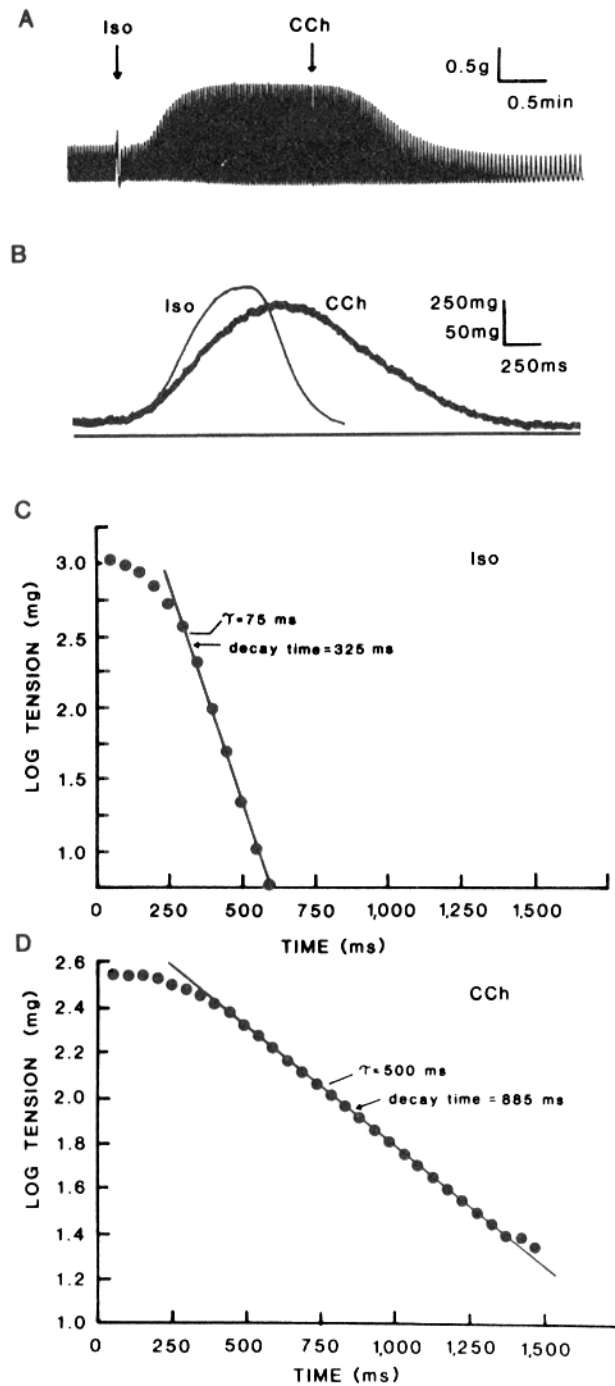 A
Iso
CCh
0.5g
0.5min
B
Iso
CCh
250mg
50mg
250ms
C
Iso
LOG TENSION (mg)
3.0
2.5
2.0
1.5
1.0
τ=75 ms
decay time=325 ms
0 250 500 750 1,000 1,250 1,500
TIME (ms)
D
CCh
LOG TENSION (mg)
2.6
2.4
2.2
2.0
1.8
1.6
1.4
1.2
1.0
τ=500 ms
decay time = 885 ms
0 250 500 750 1,000 1,250 1,500
TIME (ms)